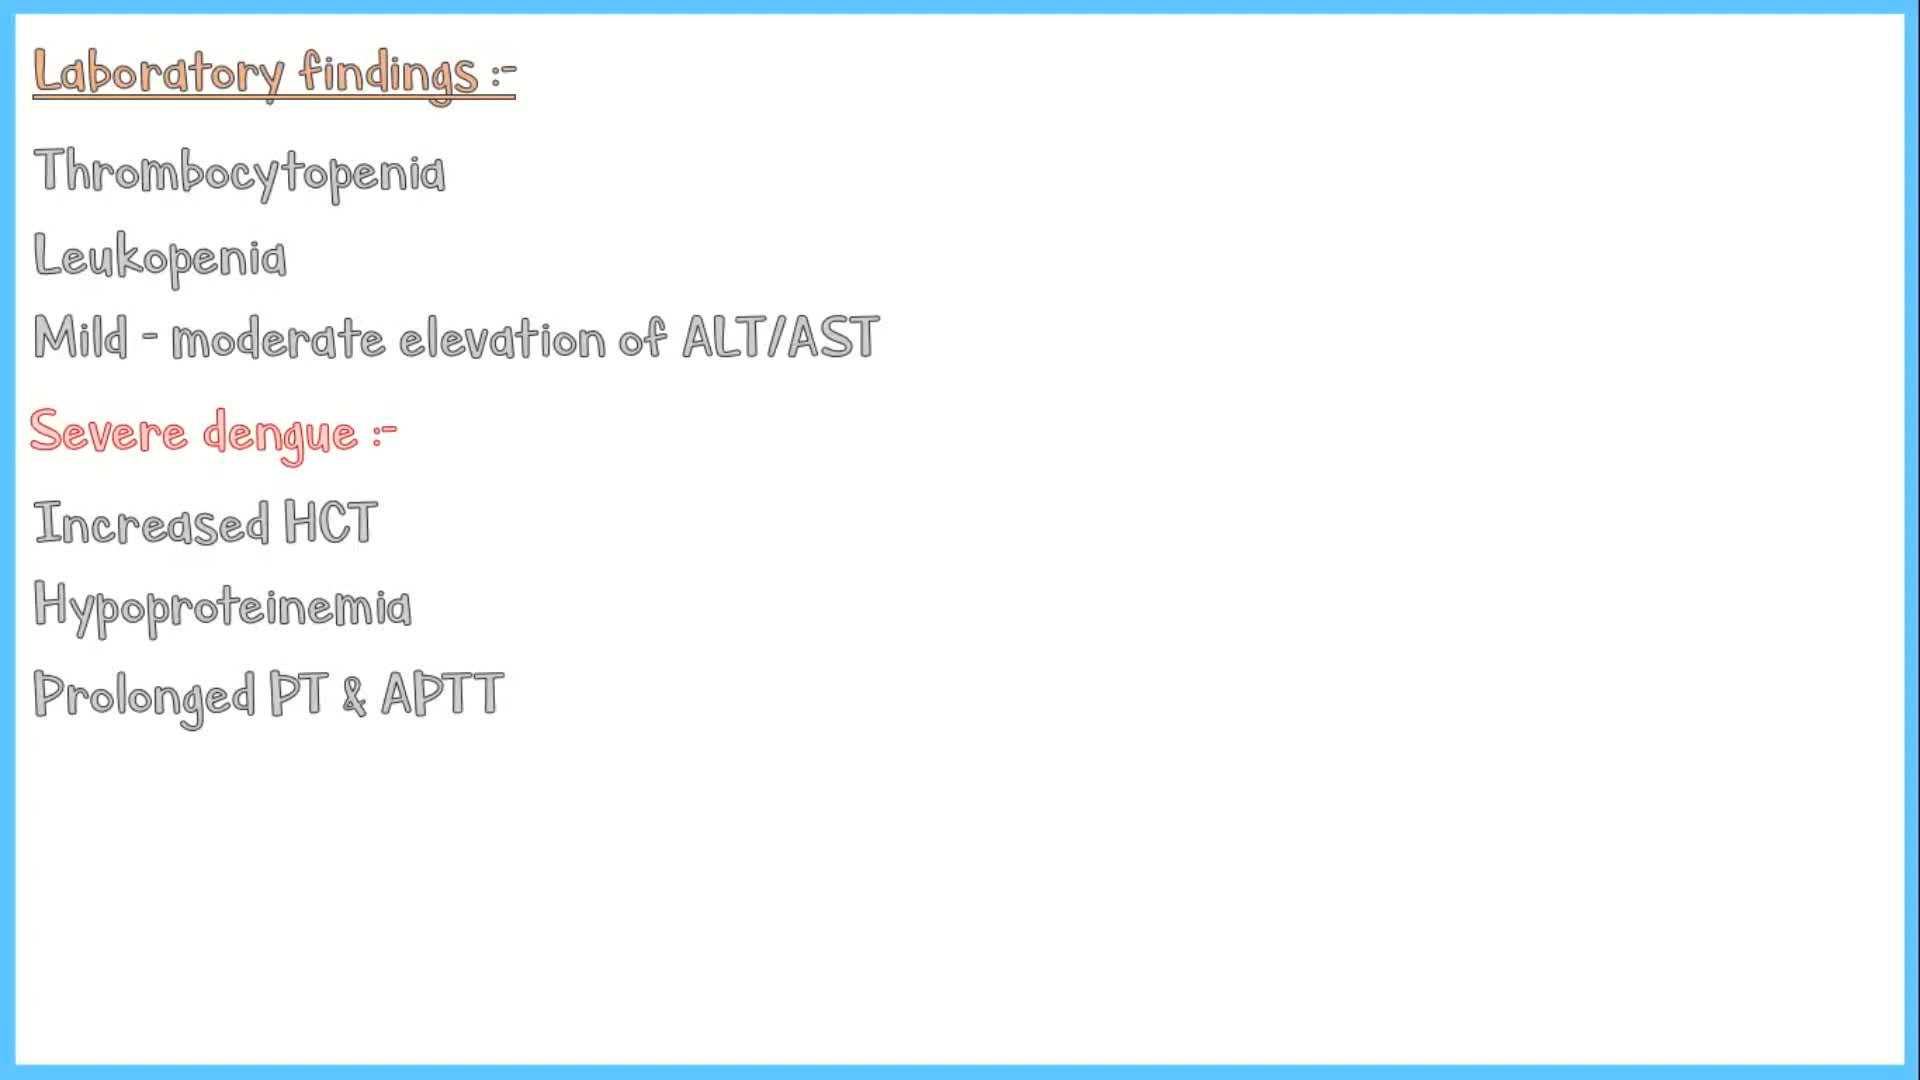 Laboratory findings :-
Thrombocytopenia
Leukopenia
Mild - moderate elevation of ALT/AST
Severe dengue :-
Increased HCT
Hypoproteinemia
Prolonged PT & APTT